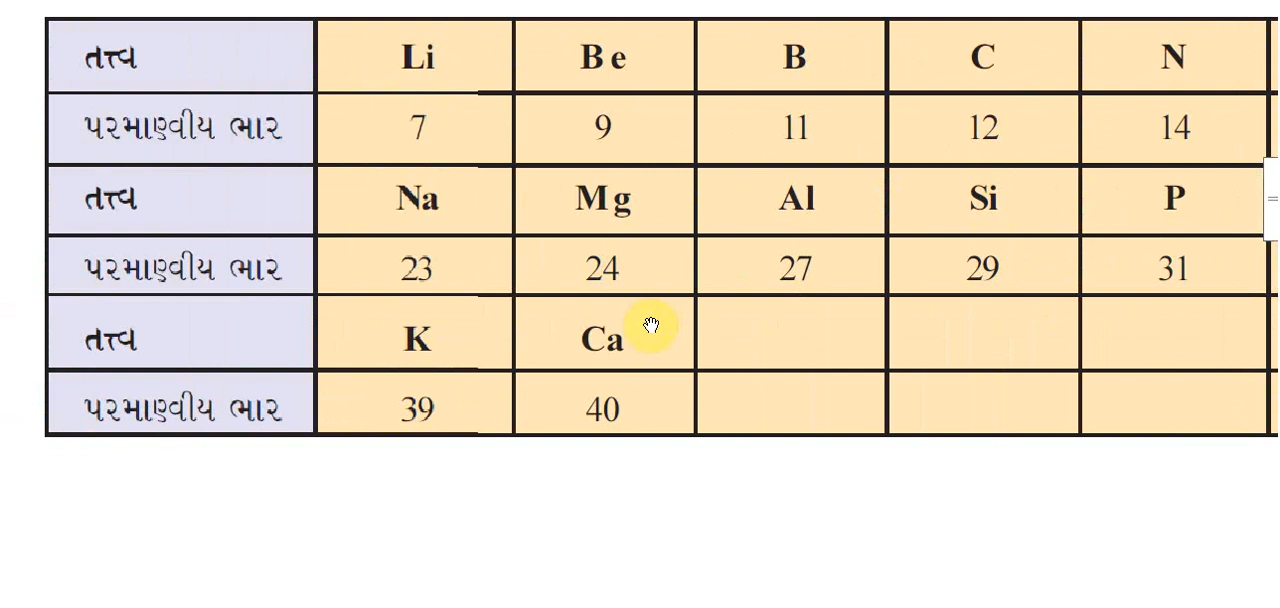 તત્ત્વ Li Be B C N
પરમાણ્વીય ભાર 7 9 11 12 14
તત્ત્વ Na Mg Al Si P
પરમાણ્વીય ભાર 23 24 27 29 31
તત્ત્વ K Ca
પરમાણ્વીય ભાર 39 40